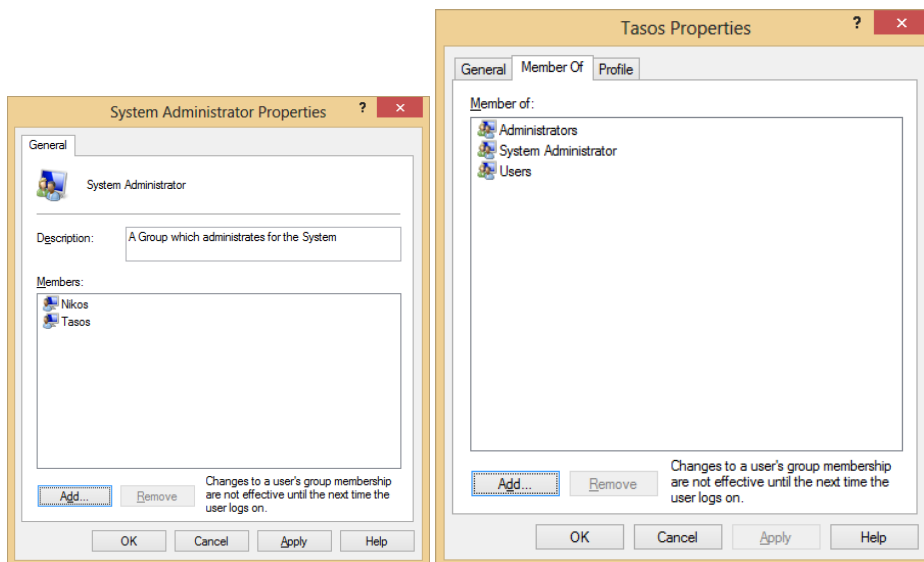 System Administrator Properties
?
×
General
System Administrator
Description:
A Group which administrates for the System
Members:
Nikos
Tasos
Add...
Remove
Changes to a user's group membership
are not effective until the next time the
user logs on.
OK
Cancel
Apply
Help
Tasos Properties
?
×
General
Member Of
Profile
Member of:
Administrators
System Administrator
Users
Add...
Remove
Changes to a user's group membership
are not effective until the next time the
user logs on.
OK
Cancel
Apply
Help